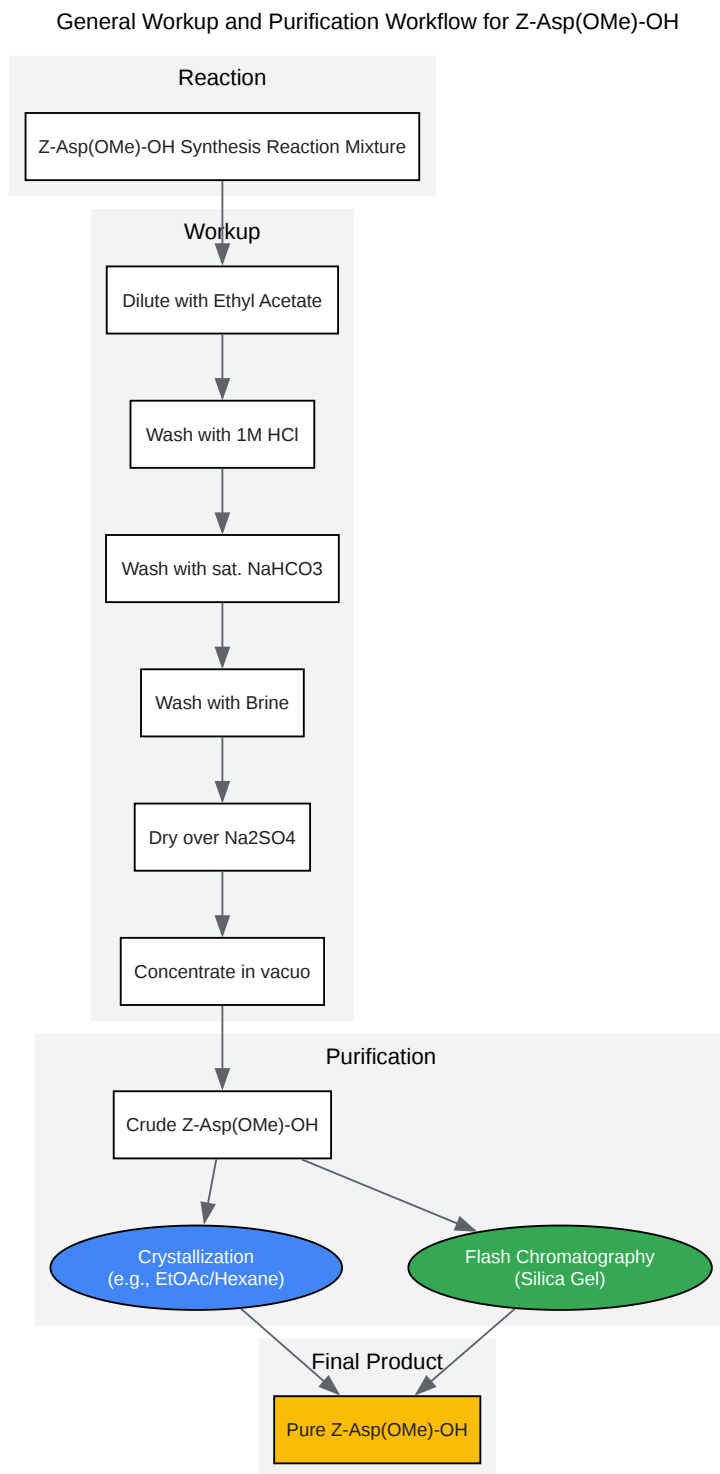 General Workup and Purification Workflow for Z-Asp(OMe)-OH
Reaction
Z-Asp(OMe)-OH Synthesis Reaction Mixture
Workup
Dilute with Ethyl Acetate
Wash with 1M HCl
Wash with sat. NaHCO3
Wash with Brine
Dry over Na2SO4
Concentrate in vacuo
Purification
Crude Z-Asp(OMe)-OH
Crystallization
(e.g., EtOAc/Hexane)
Flash Chromatography
(Silica Gel)
Final Product
Pure Z-Asp(OMe)-OH